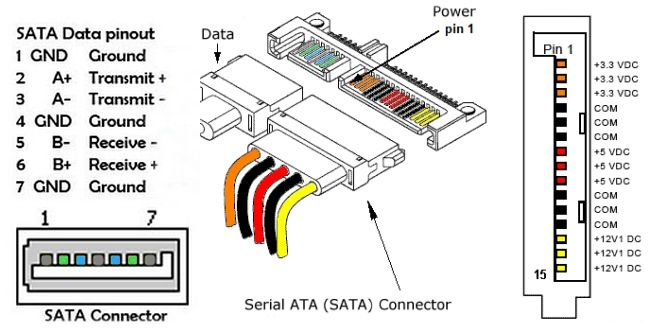 SATA Data pinout
1 GND Ground
2 A+ Transmit +
3 A- Transmit -
4 GND Ground
5 B- Receive -
6 B+ Receive +
7 GND Ground
1 7
SATA Connector
Data
Power
pin 1
Serial ATA (SATA) Connector
Pin 1
+3.3 VDC
+3.3 VDC
+3.3 VDC
COM
COM
COM
+5 VDC
+5 VDC
+5 VDC
COM
COM
COM
+12V1 DC
+12V1 DC
+12V1 DC
15